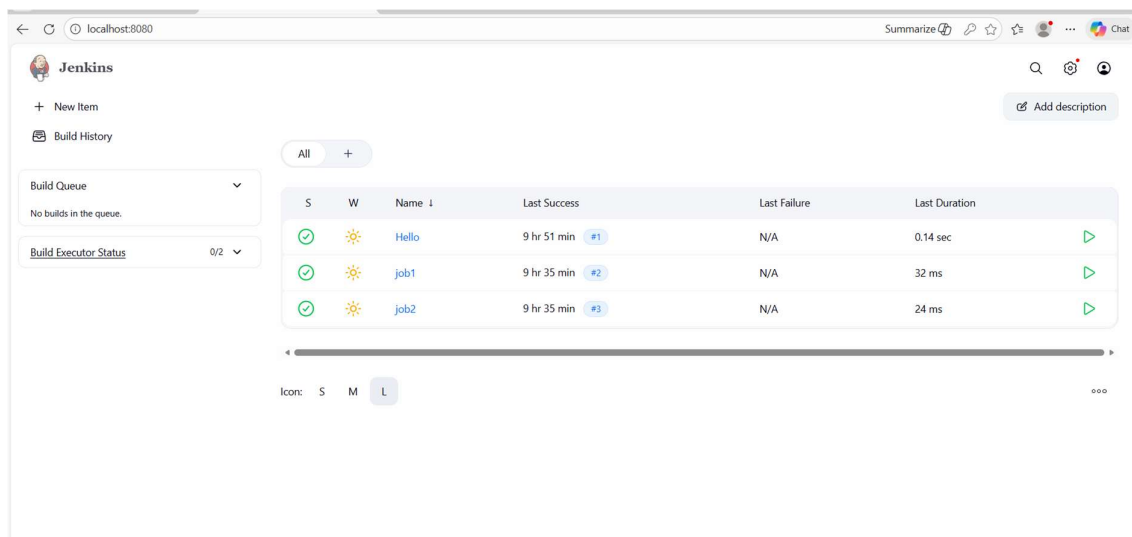 localhost:8080
Summarize
Chat
Jenkins
New Item
Add description
Build History
All +
Build Queue
No builds in the queue.
S W Name ↓ Last Success Last Failure Last Duration
Hello 9 hr 51 min #1 N/A 0.14 sec
Build Executor Status 0/2
job1 9 hr 35 min #2 N/A 32 ms
job2 9 hr 35 min #3 N/A 24 ms
Icon: S M L